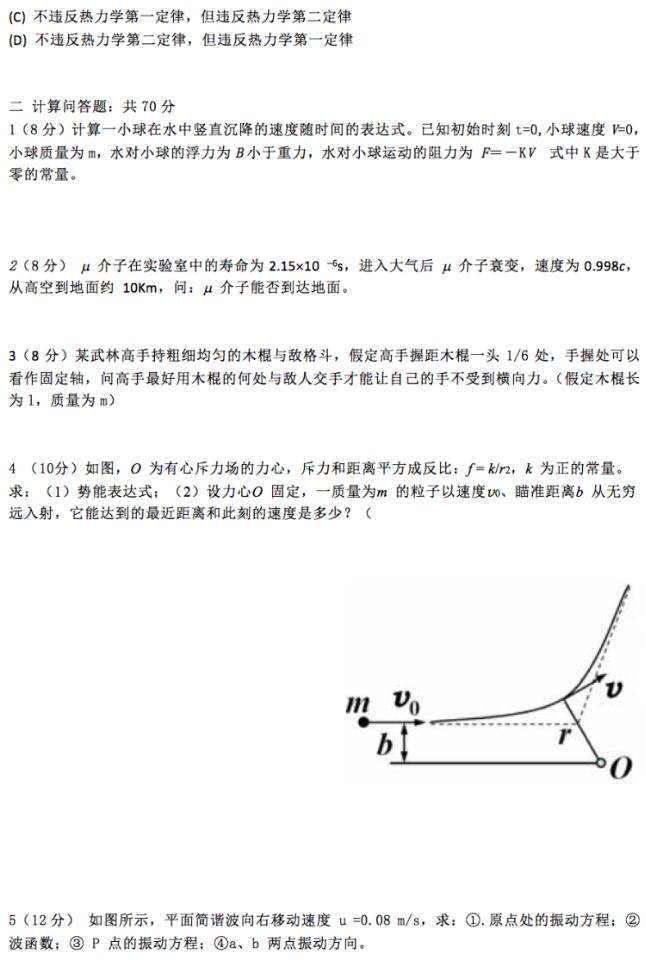 (C) 不违反热力学第一定律，但违反热力学第二定律
(D) 不违反热力学第二定律，但违反热力学第一定律
二 计算问答题：共 70 分
1（8 分）计算一小球在水中竖直沉降的速度随时间的表达式。已知初始时刻 t=0, 小球速度 V=0，
小球质量为 m，水对小球的浮力为 B 小于重力，水对小球运动的阻力为 F=－KV 式中 K 是大于
零的常量。
2（8 分） μ 介子在实验室中的寿命为 2.15×10 ⁻⁶s，进入大气后 μ 介子衰变，速度为 0.998c，
从高空到地面约 10Km，问：μ 介子能否到达地面。
3（8 分）某武林高手持粗细均匀的木棍与敌格斗，假定高手握距木棍一头 1/6 处，手握处可以
看作固定轴，问高手最好用木棍的何处与敌人交手才能让自己的手不受到横向力。（假定木棍长
为 l，质量为 m）
4 （10分）如图，O 为有心斥力场的力心，斥力和距离平方成反比：f= k/r2，k 为正的常量。
求：（1）势能表达式；（2）设力心O 固定，一质量为m 的粒子以速度v0、瞄准距离b 从无穷
远入射，它能达到的最近距离和此刻的速度是多少？（
m v₀ v
b r O
5（12 分） 如图所示，平面简谐波向右移动速度 u =0.08 m/s，求：①.原点处的振动方程；②
波函数；③ P 点的振动方程；④a、b 两点振动方向。